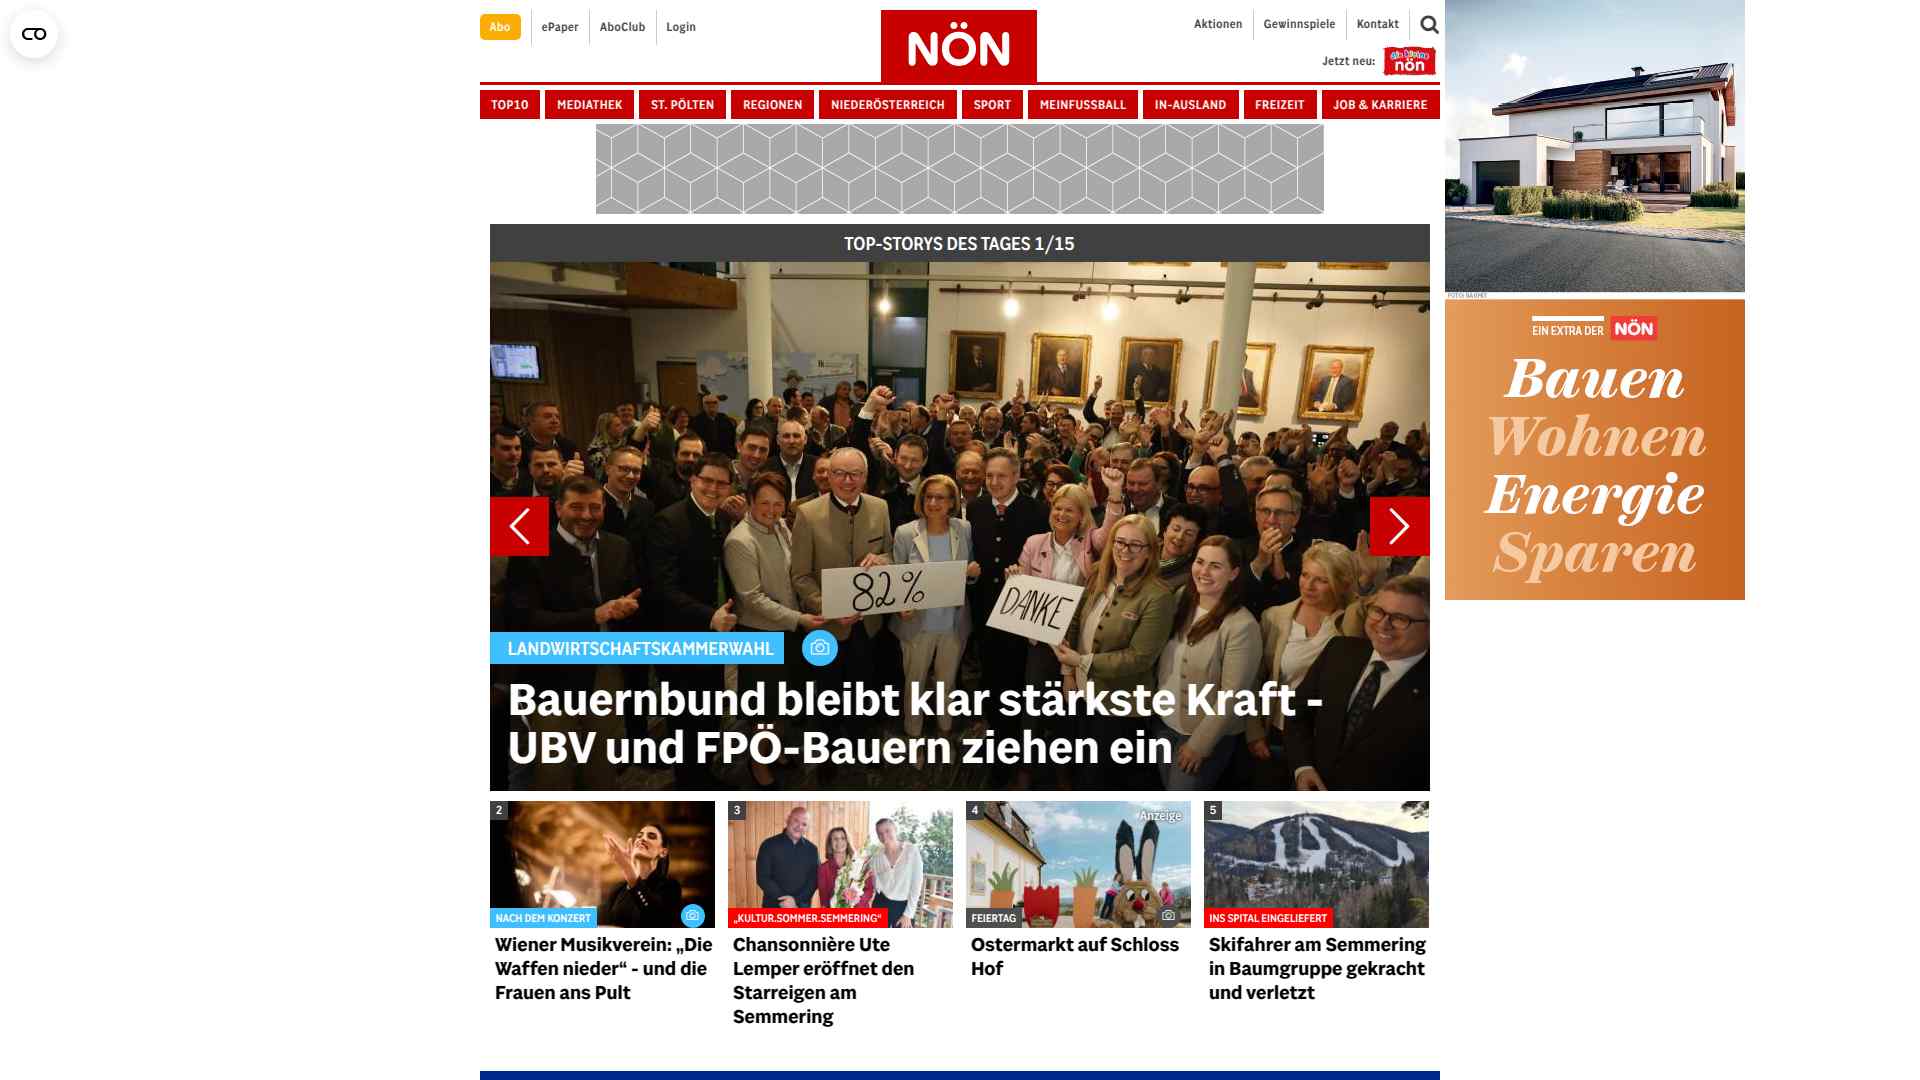 Abo
ePaper
AboClub
Login
NÖN
Aktionen
Gewinnspiele
Kontakt
Jetzt neu:
die kleine
nön
TOP10
MEDIATHEK
ST. PÖLTEN
REGIONEN
NIEDERÖSTERREICH
SPORT
MEINFUSSBALL
IN-AUSLAND
FREIZEIT
JOB & KARRIERE
TOP-STORYS DES TAGES 1/15
82%
DANKE
LANDWIRTSCHAFTSKAMMERWAHL
Bauernbund bleibt klar stärkste Kraft -
UBV und FPÖ-Bauern ziehen ein
2
NACH DEM KONZERT
Wiener Musikverein: „Die
Waffen nieder“ - und die
Frauen ans Pult
3
„KULTUR.SOMMER.SEMMERING“
Chansonnière Ute
Lemper eröffnet den
Starreigen am
Semmering
4
Anzeige
FEIERTAG
Ostermarkt auf Schloss
Hof
5
INS SPITAL EINGELIEFERT
Skifahrer am Semmering
in Baumgruppe gekracht
und verletzt
EIN EXTRA DER NÖN
Bauen
Wohnen
Energie
Sparen